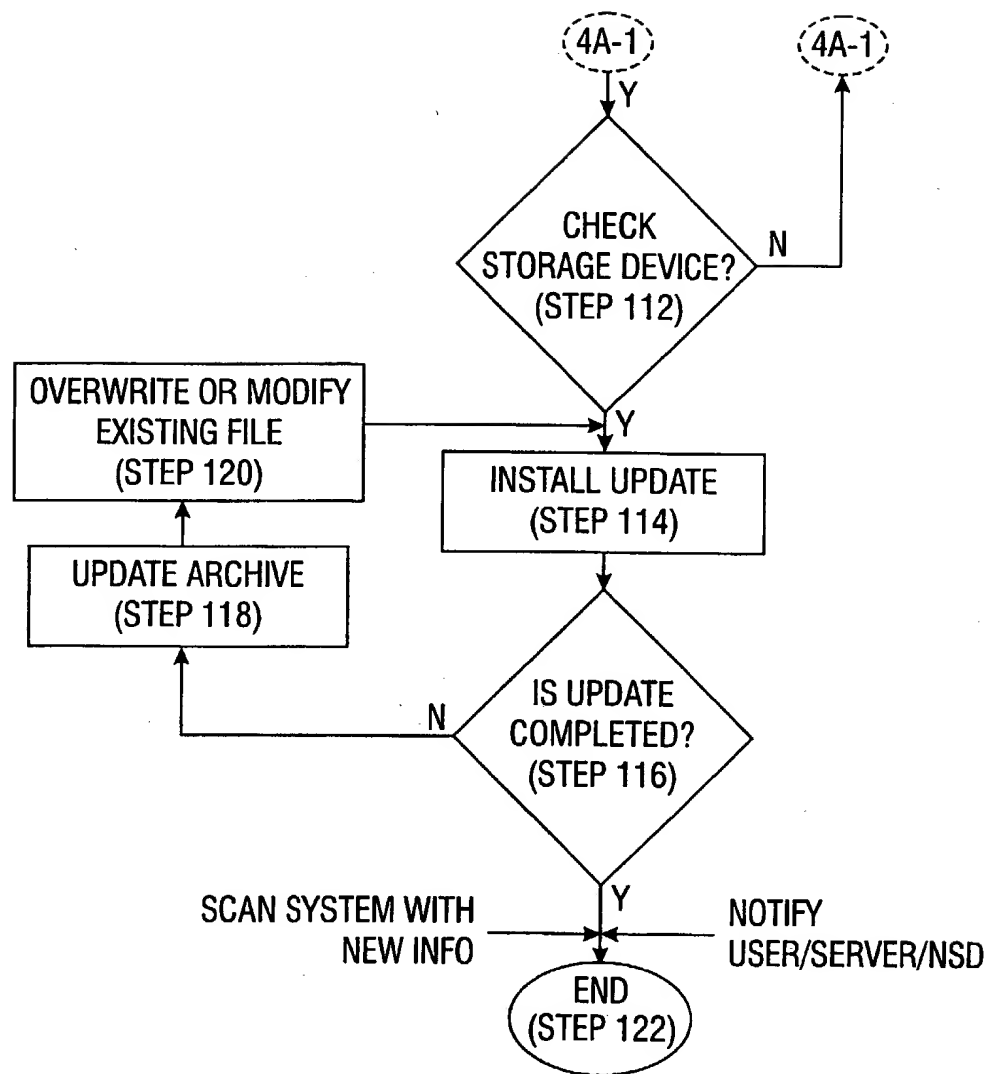 4A-1
4A-1
Y
CHECK
STORAGE DEVICE?
(STEP 112)
N
Y
OVERWRITE OR MODIFY
EXISTING FILE
(STEP 120)
INSTALL UPDATE
(STEP 114)
UPDATE ARCHIVE
(STEP 118)
IS UPDATE
COMPLETED?
(STEP 116)
N
Y
SCAN SYSTEM WITH
NEW INFO
NOTIFY
USER/SERVER/NSD
END
(STEP 122)